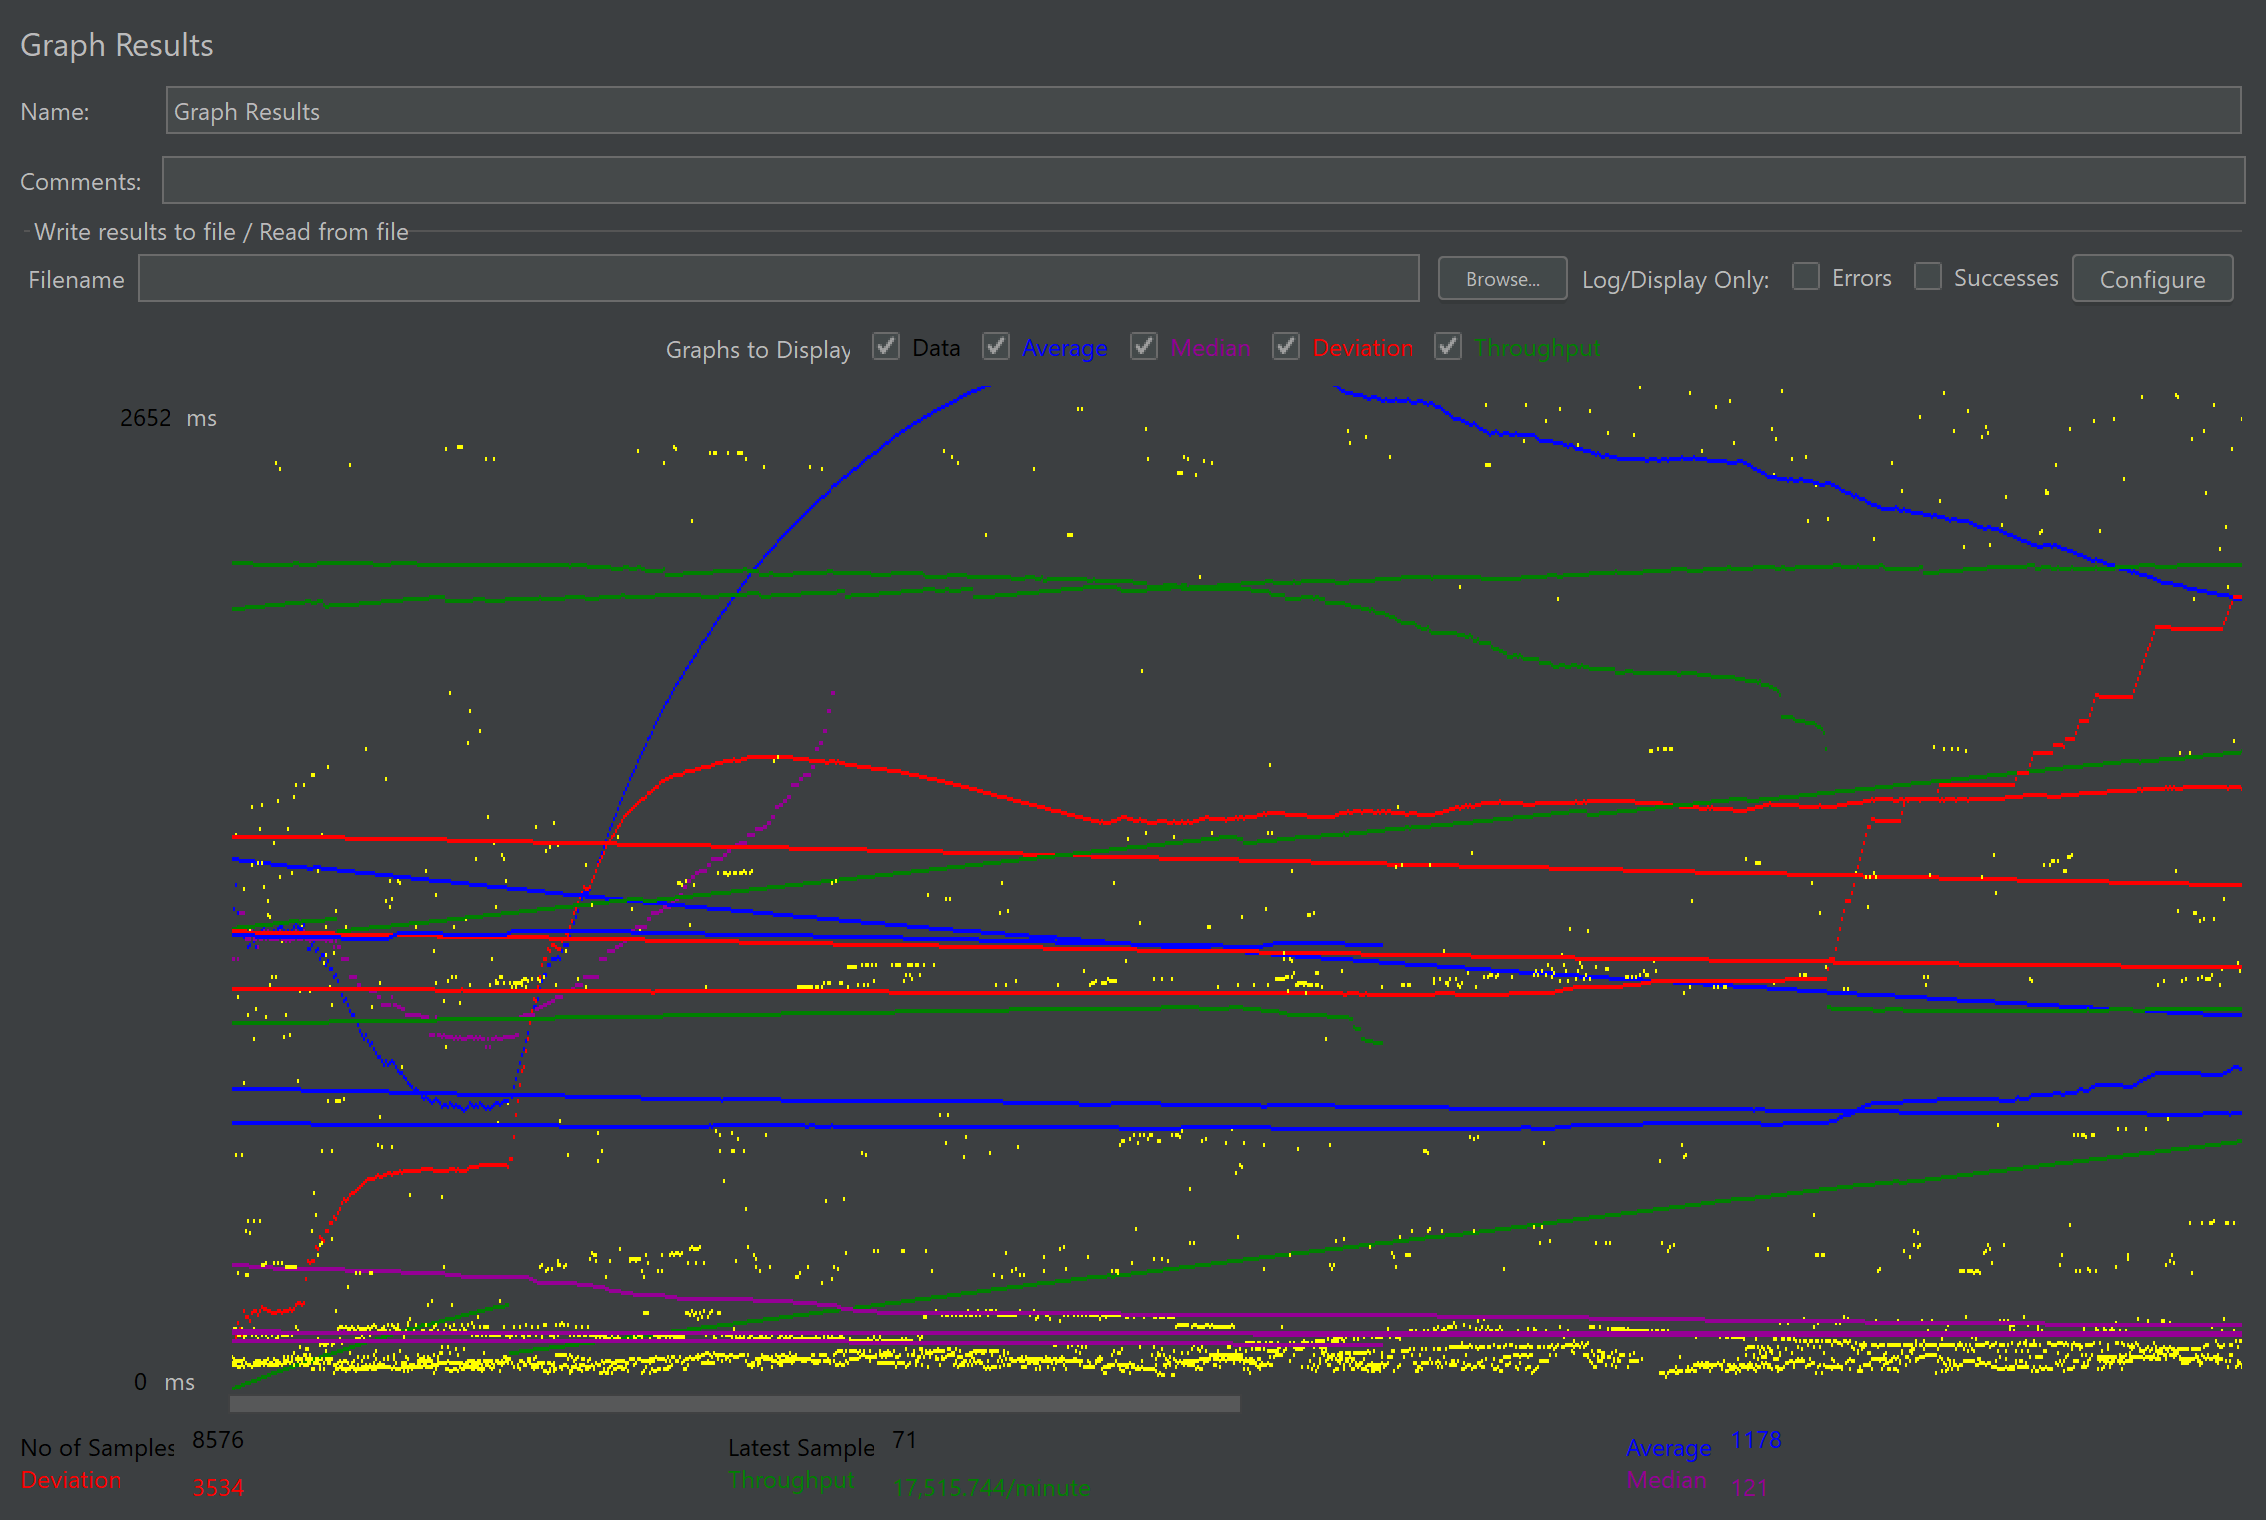 Graph Results
Name: Graph Results
Comments:
Write results to file / Read from file
Filename Browse... Log/Display Only: Errors Successes Configure
Graphs to Display Data Average Median Deviation Throughput
2652 ms
0 ms
No of Samples 8576 Latest Sample 71 Average 1178
Deviation 3534 Throughput 17,515.744/minute Median 121